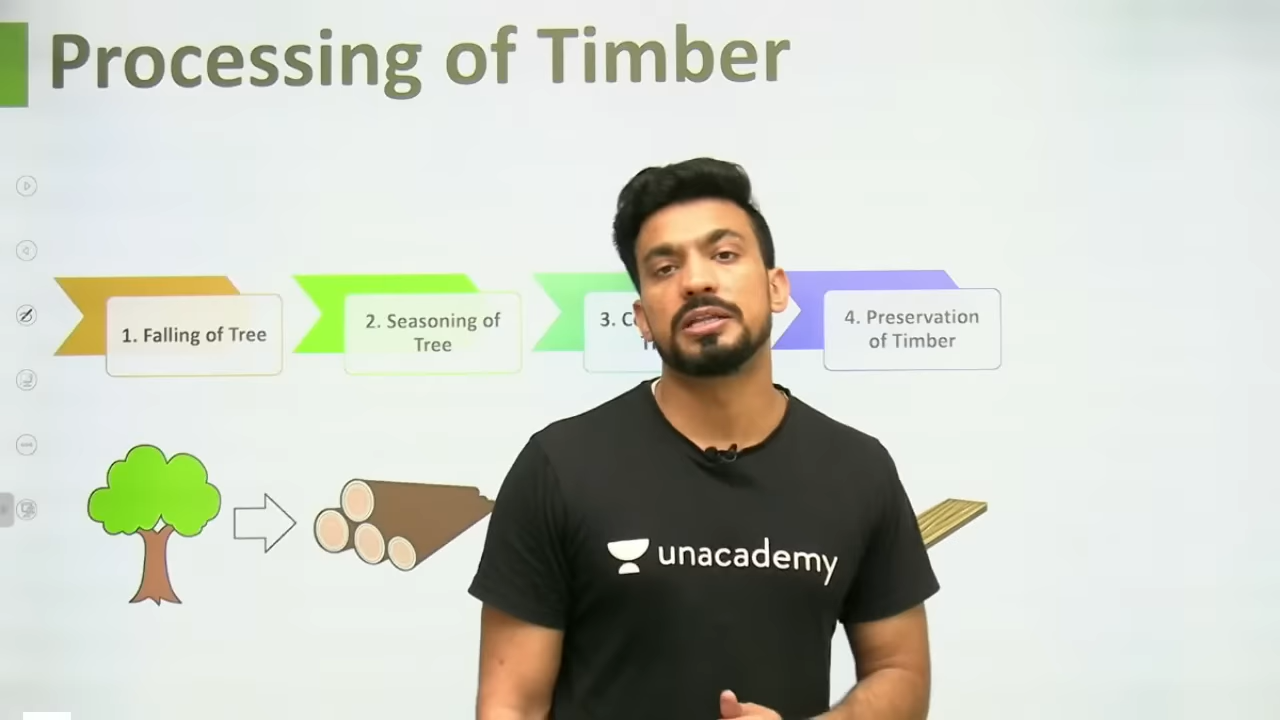 Processing of Timber
1. Falling of Tree
2. Seasoning of
Tree
3.
4. Preservation
of Timber
unacademy